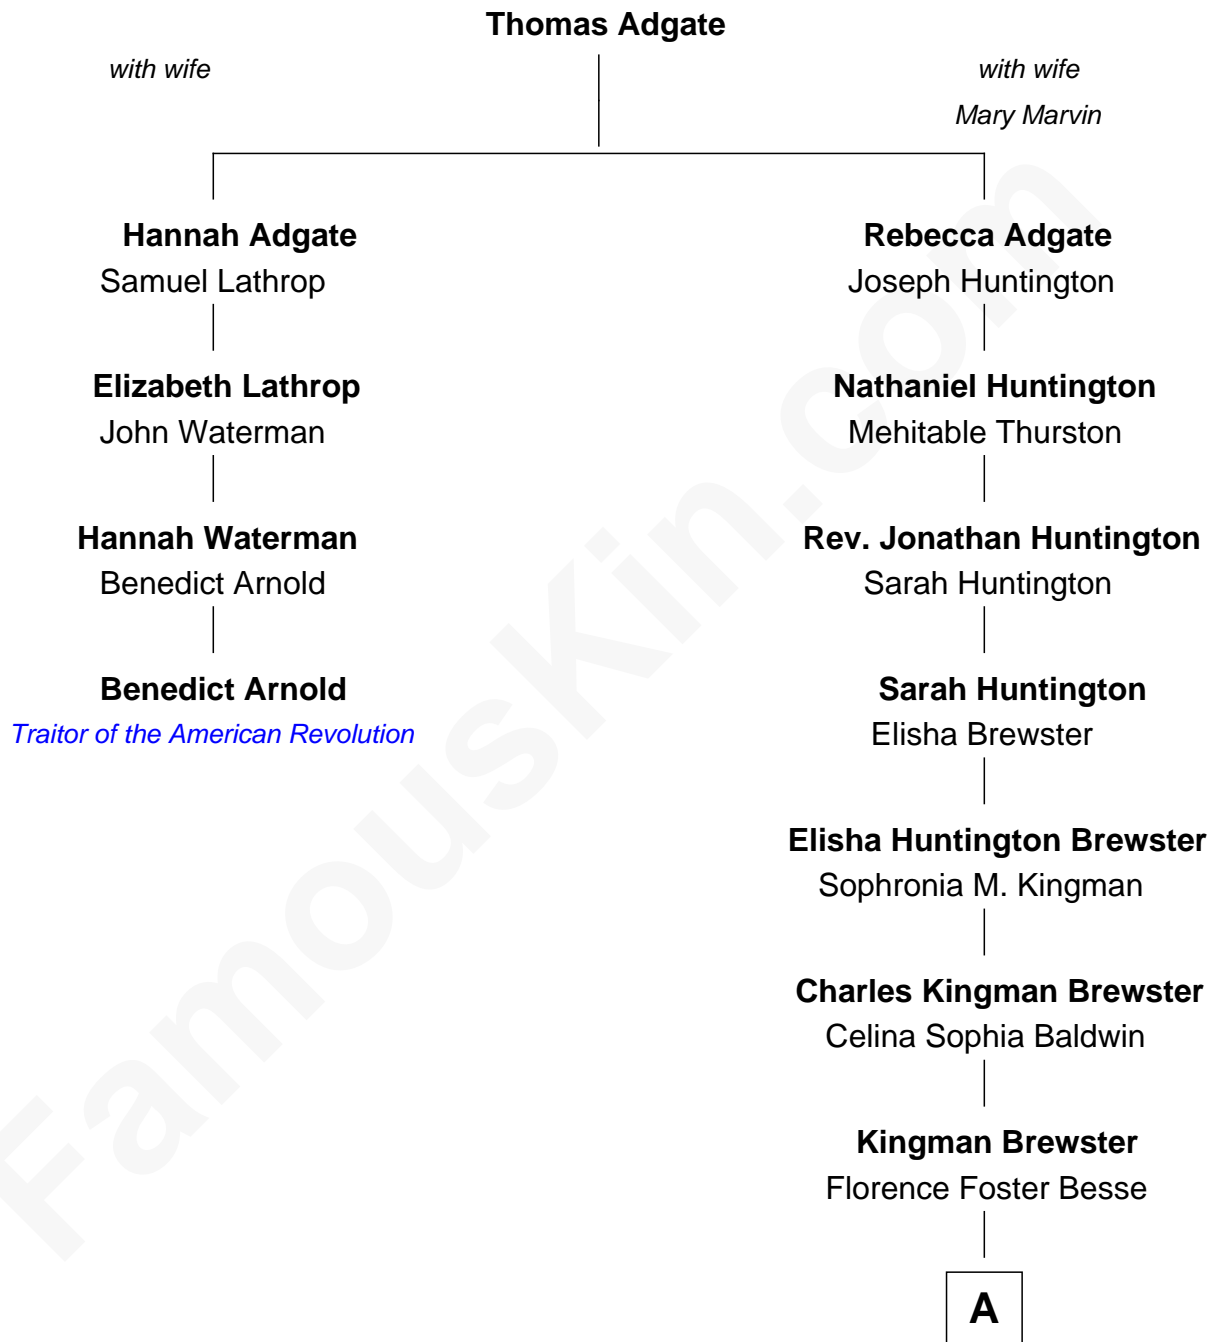 Thomas Adgate
with wife
with wife
Mary Marvin
Hannah Adgate
Samuel Lathrop
Rebecca Adgate
Joseph Huntington
Elizabeth Lathrop
John Waterman
Nathaniel Huntington
Mehitable Thurston
Hannah Waterman
Benedict Arnold
Rev. Jonathan Huntington
Sarah Huntington
Benedict Arnold
Traitor of the American Revolution
Sarah Huntington
Elisha Brewster
Elisha Huntington Brewster
Sophronia M. Kingman
Charles Kingman Brewster
Celina Sophia Baldwin
Kingman Brewster
Florence Foster Besse
A
FamousKin.com